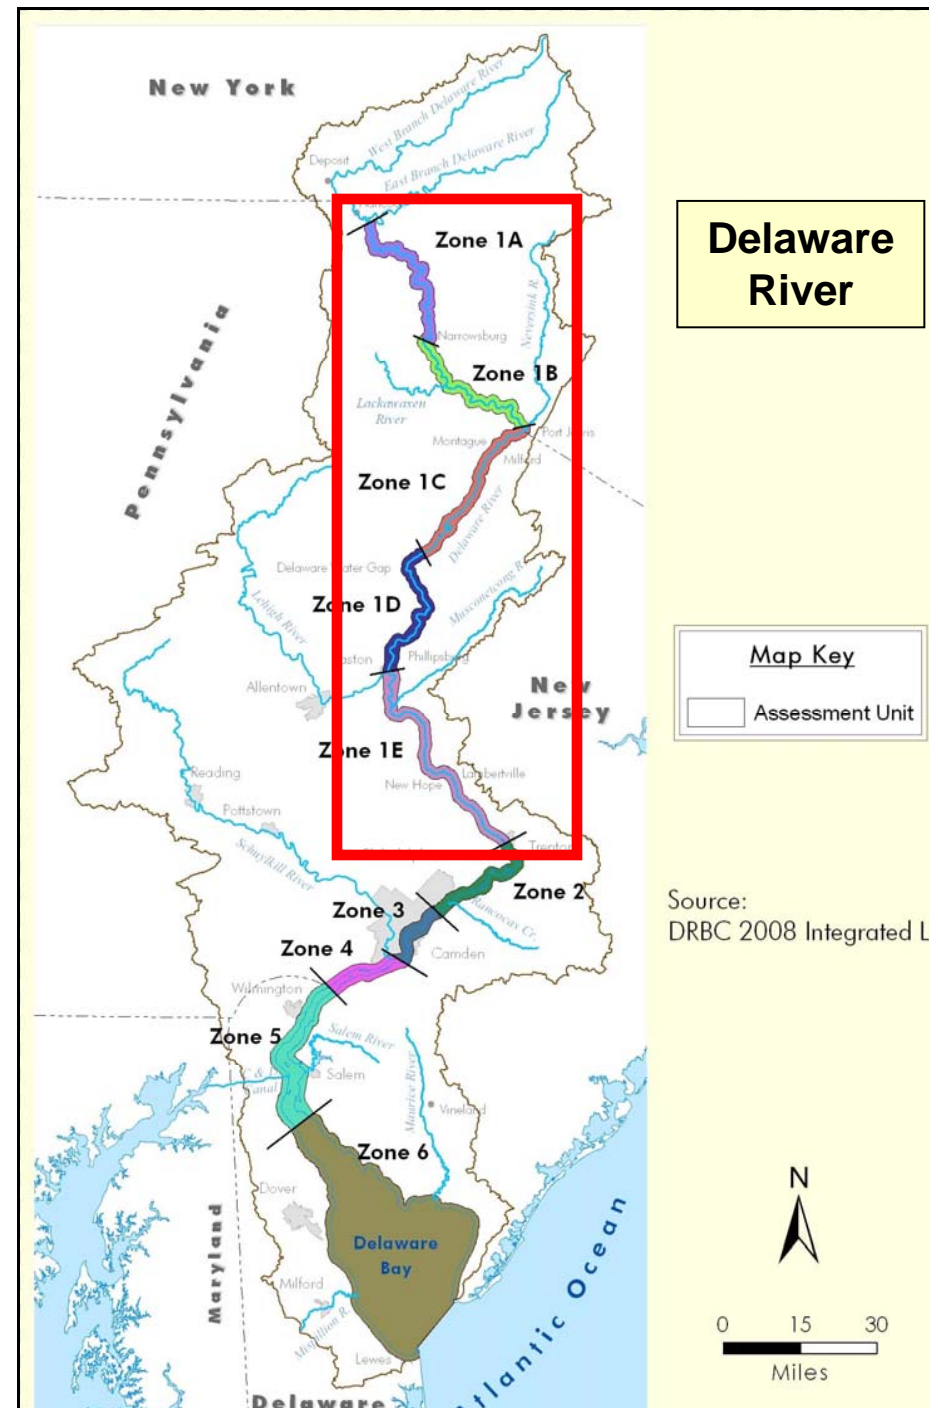 New York
West Branch Delaware River
Deposit
East Branch Delaware River
Zone 1A
Delaware
River
Neversink R.
Narrowsburg
Pennsylvania
Zone 1B
Lackawaxen
River
Port Jervis
Montague
Milford
Zone 1C
Delaware River
Delaware Water Gap
Musconetcong R.
Lehigh River
Zone 1D
Phillipsburg
Allentown
New
Jersey
Map Key
Assessment Unit
Zone 1E
Lambertville
New Hope
Reading
Pottstown
Schuylkill River
Trenton
Zone 2
Source:
DRBC 2008 Integrated L
Rancocas Cr.
Zone 3
Camden
Zone 4
Wilmington
Zone 5
Salem River
Salem
Canal
Maurice River
Vineland
Zone 6
Dover
Maryland
Delaware
Bay
Milford
Mispillion R.
Lewes
Atlantic Ocean
Delaware
N
0 15 30
Miles